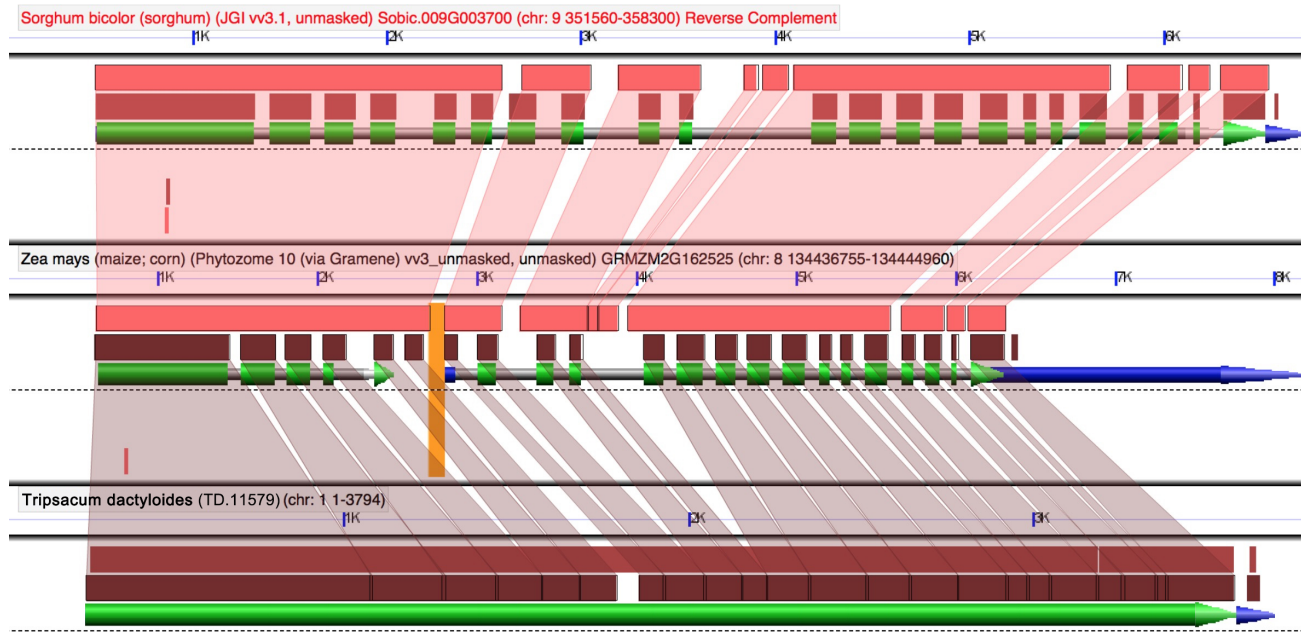 Sorghum bicolor (sorghum) (JGI vv3.1, unmasked) Sobic.009G003700 (chr: 9 351560-358300) Reverse Complement
1K 2K 3K 4K 5K 6K
Zea mays (maize; corn) (Phytozome 10 (via Gramene) vv3_unmasked, unmasked) GRMZM2G162525 (chr: 8 134436755-134444960)
1K 2K 3K 4K 5K 6K 7K 8K
Tripsacum dactyloides (TD.11579) (chr: 1 1-3794)
1K 2K 3K